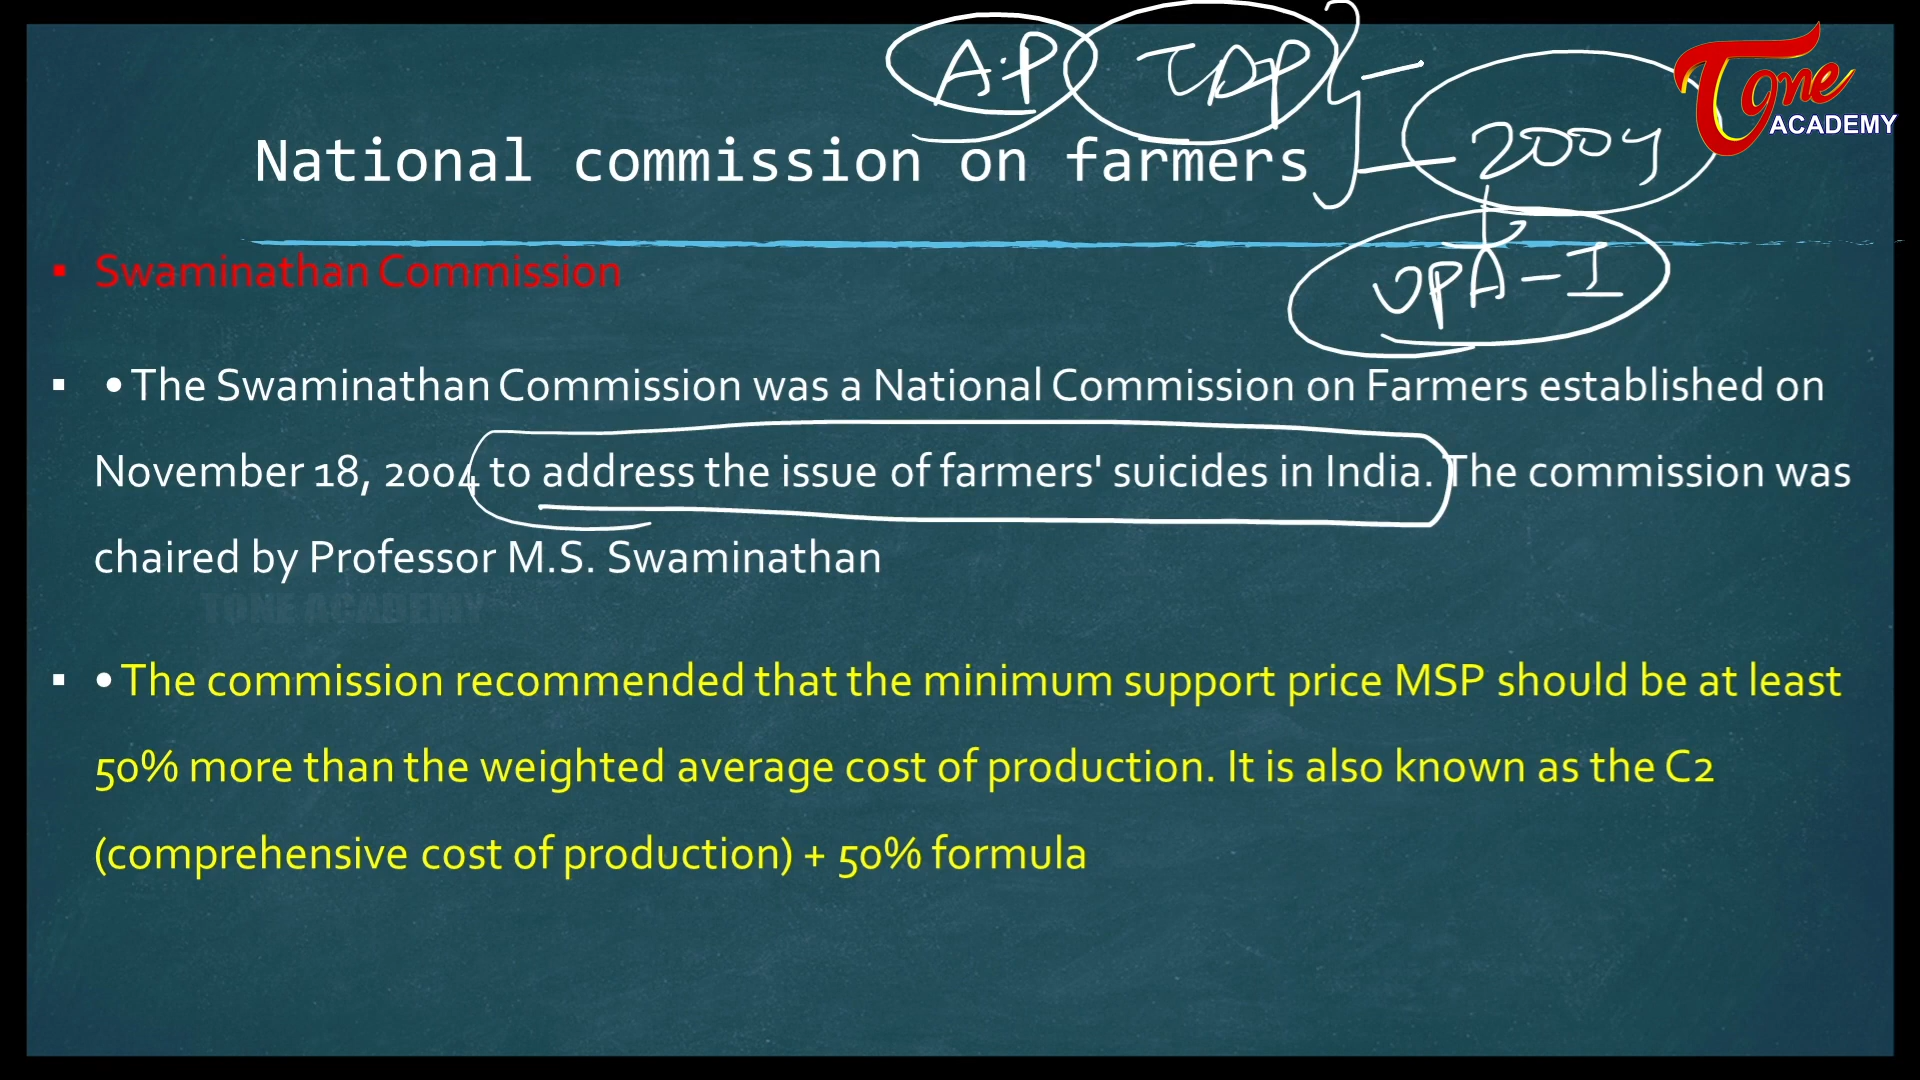 A.P TDP
2004
Tone
ACADEMY
National commission on farmers
UPA-I
▪ Swaminathan Commission
▪ • The Swaminathan Commission was a National Commission on Farmers established on
November 18, 2004 to address the issue of farmers' suicides in India. The commission was
chaired by Professor M.S. Swaminathan
TONE ACADEMY
▪ • The commission recommended that the minimum support price MSP should be at least
50% more than the weighted average cost of production. It is also known as the C2
(comprehensive cost of production) + 50% formula